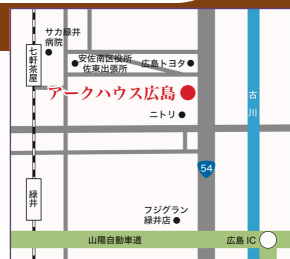 サカ緑井
病院
七軒茶屋
安佐南区役所
佐東出張所
広島トヨタ
アークハウス広島
ニトリ
古川
54
緑井
フジグラン
緑井店
山陽自動車道
広島IC